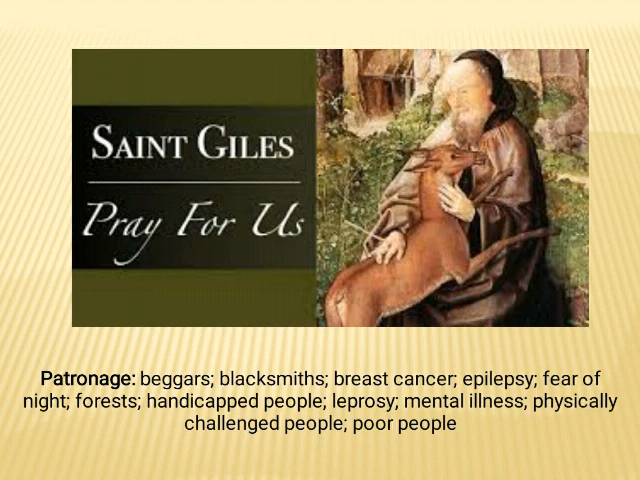 SAINT GILES
Pray For Us
Patronage: beggars; blacksmiths; breast cancer; epilepsy; fear of
night; forests; handicapped people; leprosy; mental illness; physically
challenged people; poor people